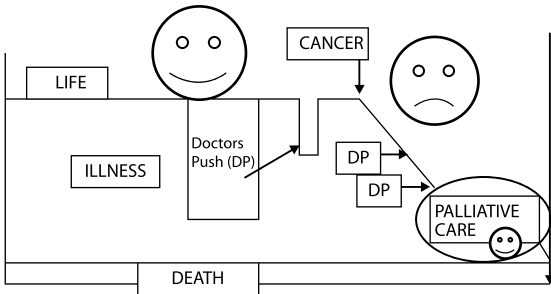 CANCER
LIFE
Doctors
Push (DP)
ILLNESS
DP
DP
PALLIATIVE
CARE
DEATH